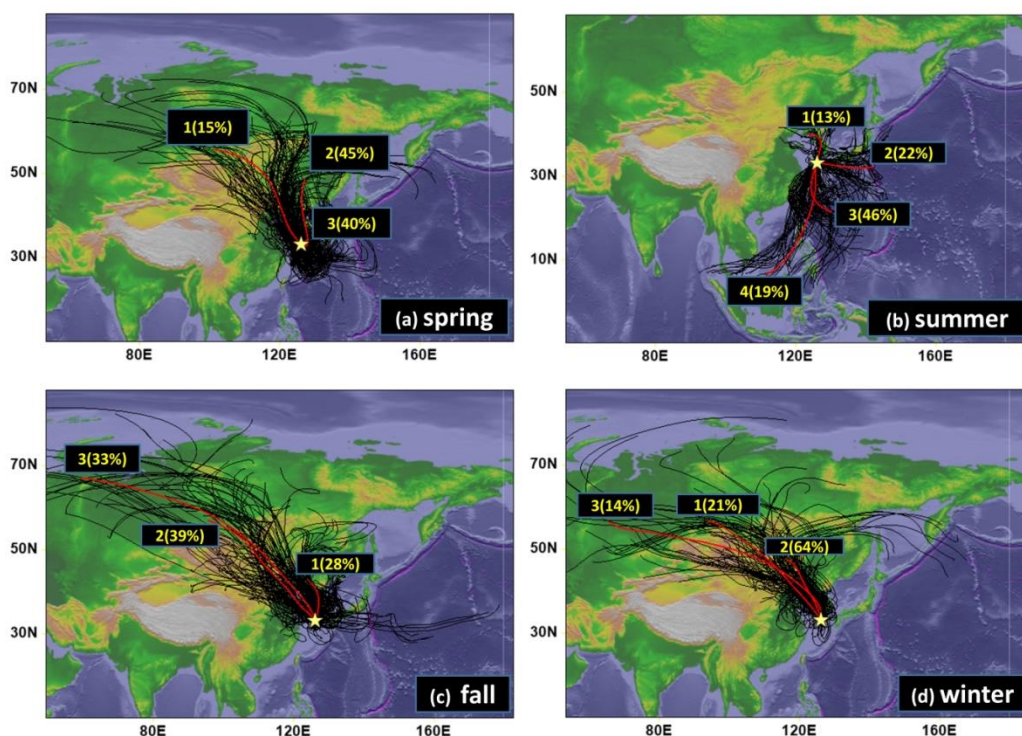 70N
1(15%)
2(45%)
50N
3(40%)
30N
(a) spring
80E 120E 160E
50N
1(13%)
2(22%)
30N
3(46%)
10N
4(19%)
(b) summer
80E 120E 160E
3(33%)
70N
2(39%)
50N
1(28%)
30N
(c) fall
80E 120E 160E
70N
3(14%) 1(21%)
50N
2(64%)
30N
(d) winter
80E 120E 160E